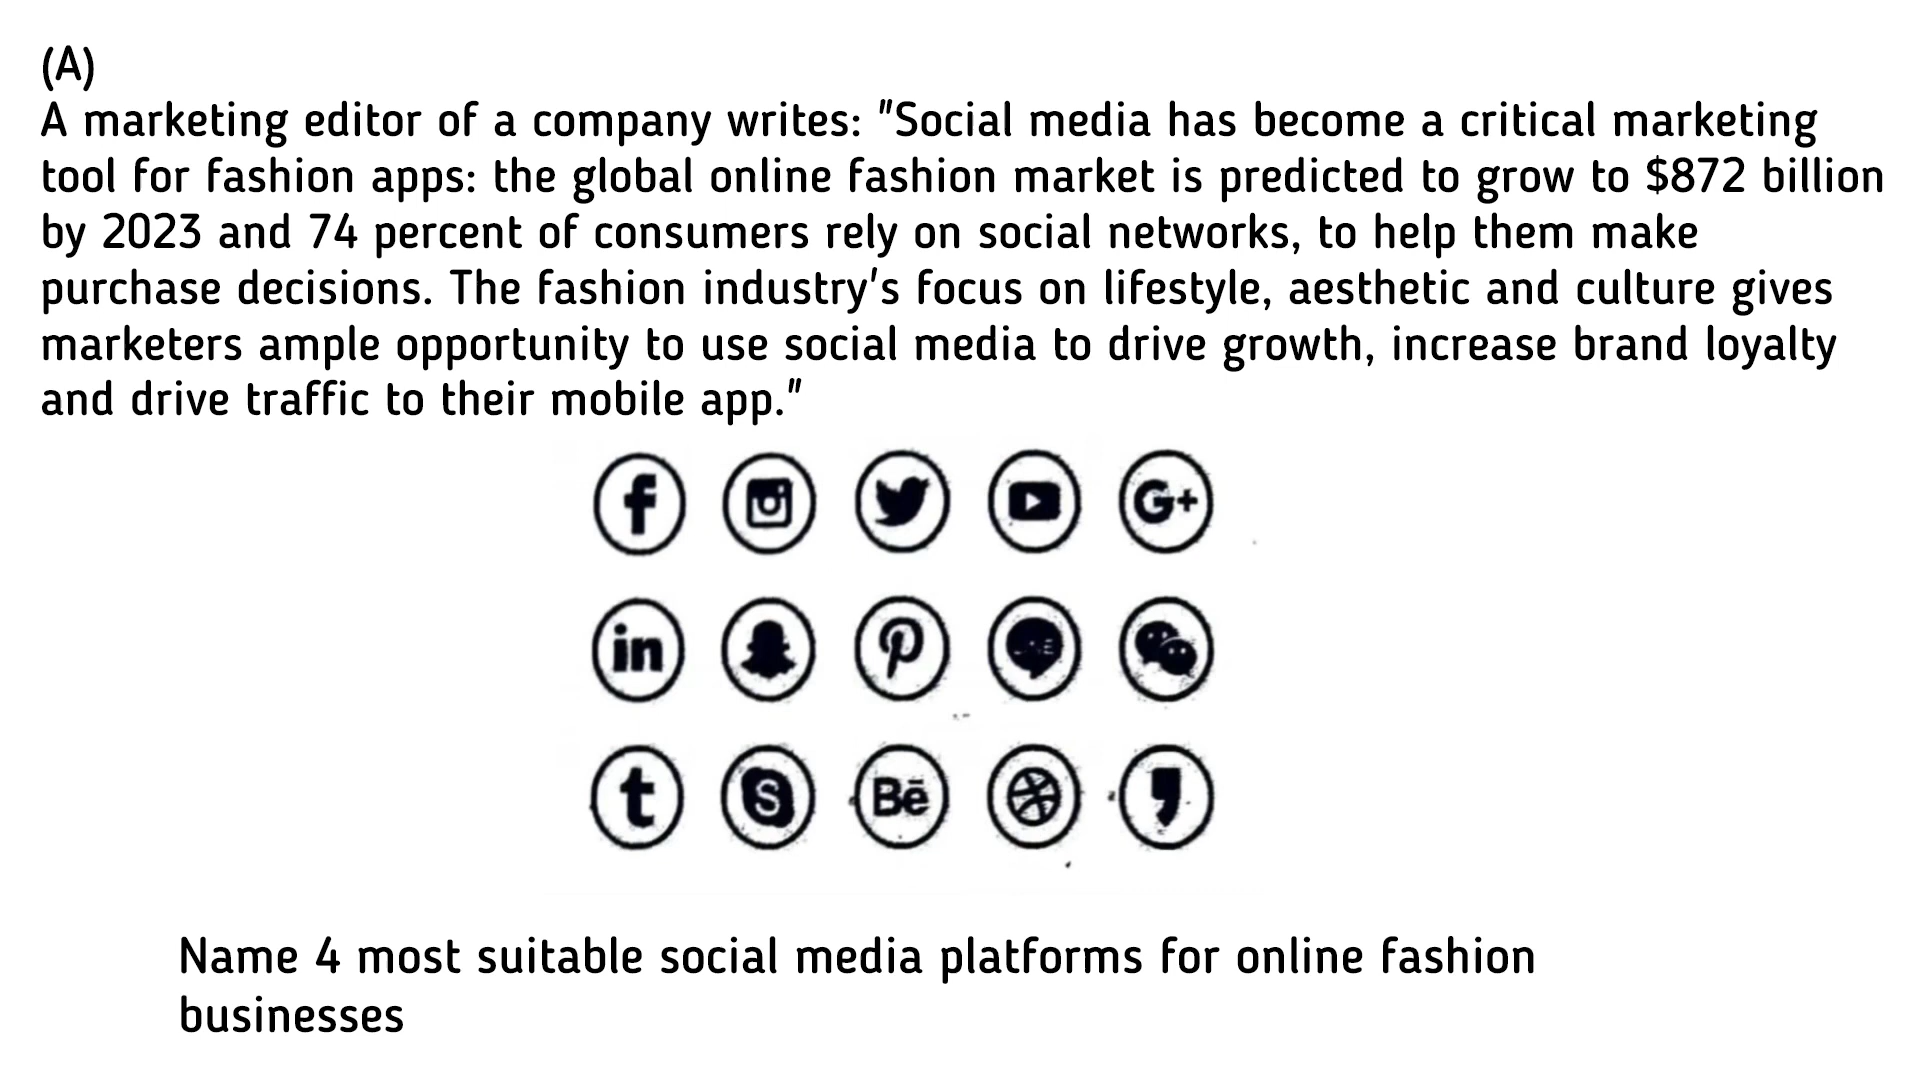 (A)
A marketing editor of a company writes: "Social media has become a critical marketing
tool for fashion apps: the global online fashion market is predicted to grow to $872 billion
by 2023 and 74 percent of consumers rely on social networks, to help them make
purchase decisions. The fashion industry's focus on lifestyle, aesthetic and culture gives
marketers ample opportunity to use social media to drive growth, increase brand loyalty
and drive traffic to their mobile app."
f G+
in P
t S Bē
Name 4 most suitable social media platforms for online fashion
businesses